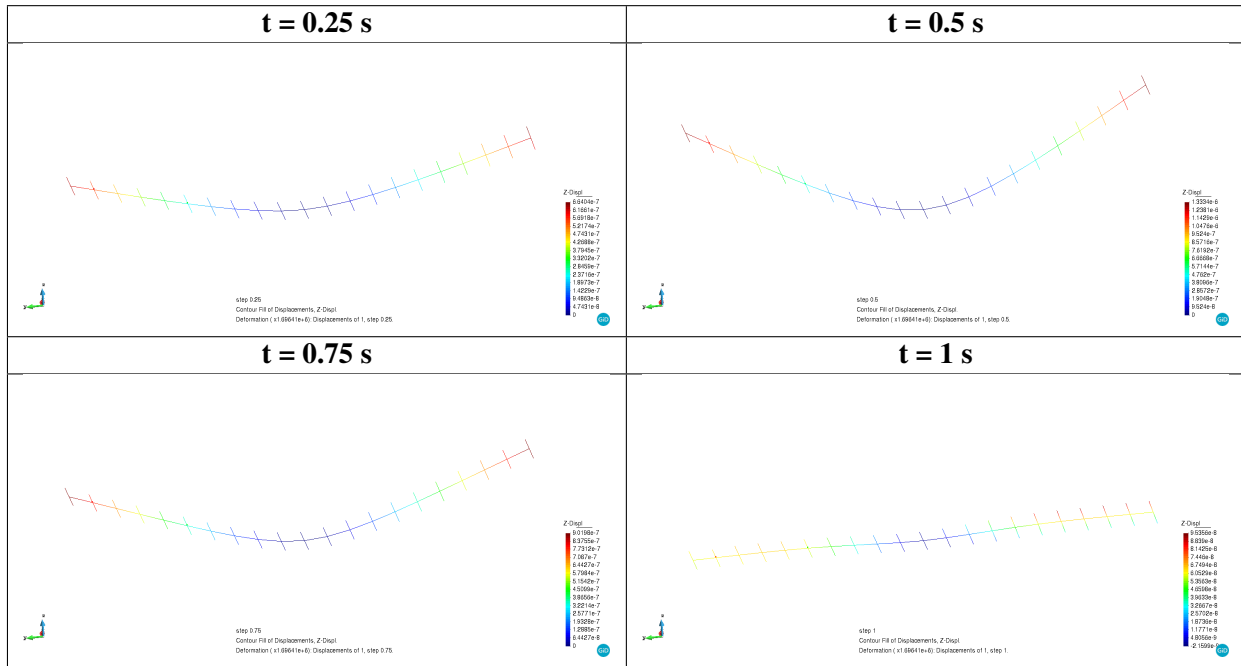 t = 0.25 s
Z-Displ
6.6404e-7
6.1661e-7
5.6918e-7
5.2174e-7
4.7431e-7
4.2688e-7
3.7945e-7
3.3202e-7
2.8459e-7
2.3716e-7
1.8973e-7
1.4229e-7
9.4863e-8
4.7431e-8
0
z
y
step 0.25
Contour Fill of Displacements, Z-Displ.
Deformation ( x1.69641e+6): Displacements of 1, step 0.25.
GiD
t = 0.5 s
Z-Displ
1.3334e-6
1.2381e-6
1.1429e-6
1.0476e-6
9.524e-7
8.5716e-7
7.6192e-7
6.6668e-7
5.7144e-7
4.762e-7
3.8096e-7
2.8572e-7
1.9048e-7
9.524e-8
0
z
y
step 0.5
Contour Fill of Displacements, Z-Displ.
Deformation ( x1.69641e+6): Displacements of 1, step 0.5.
GiD
t = 0.75 s
Z-Displ
9.0198e-7
8.3755e-7
7.7312e-7
7.087e-7
6.4427e-7
5.7984e-7
5.1542e-7
4.5099e-7
3.8656e-7
3.2214e-7
2.5771e-7
1.9328e-7
1.2885e-7
6.4427e-8
0
z
y
step 0.75
Contour Fill of Displacements, Z-Displ.
Deformation ( x1.69641e+6): Displacements of 1, step 0.75.
GiD
t = 1 s
Z-Displ
9.5356e-8
8.839e-8
8.1425e-8
7.446e-8
6.7494e-8
6.0529e-8
5.3563e-8
4.6598e-8
3.9633e-8
3.2667e-8
2.5702e-8
1.8736e-8
1.1771e-8
4.8056e-9
z
y
step 1
Contour Fill of Displacements, Z-Displ.
Deformation ( x1.69641e+6): Displacements of 1, step 1.
GiD